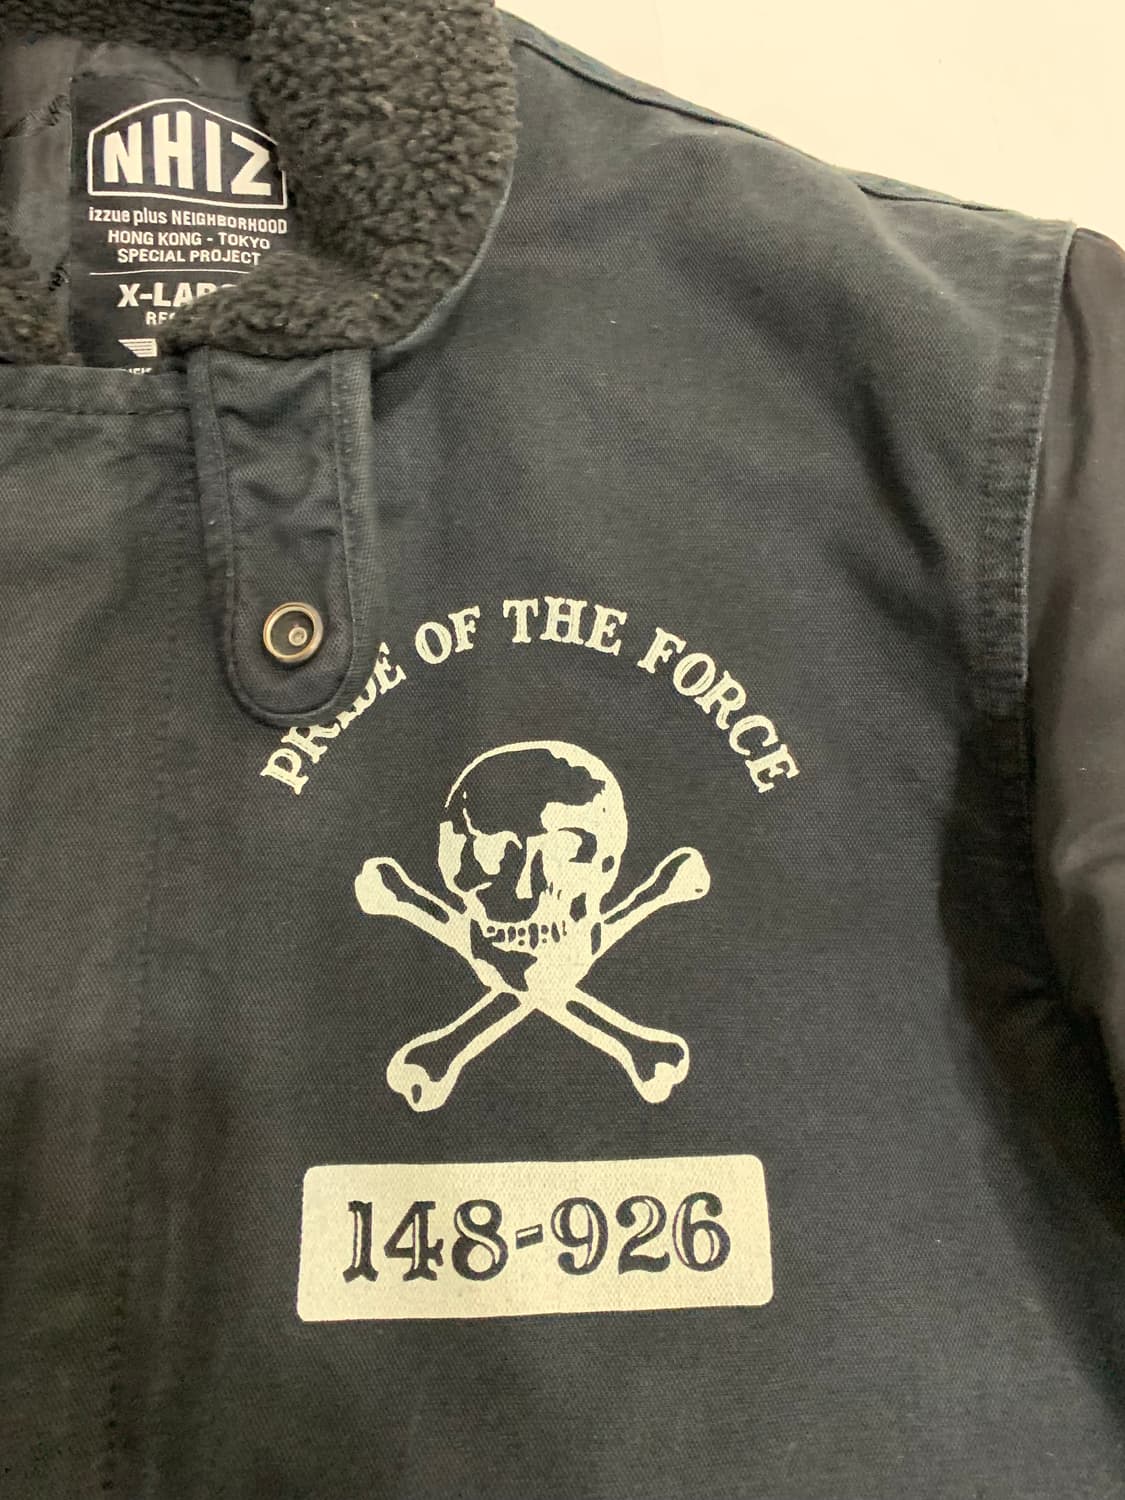 NHIZ
izzue plus NEIGHBORHOOD
HONG KONG - TOKYO
SPECIAL PROJECT
PRIDE OF THE FORCE
148-926